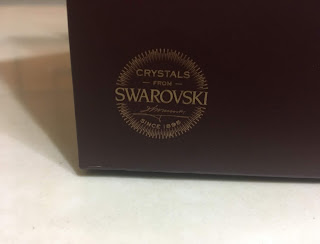 CRYSTALS
FROM
SWAROVSKI
SINCE 1895